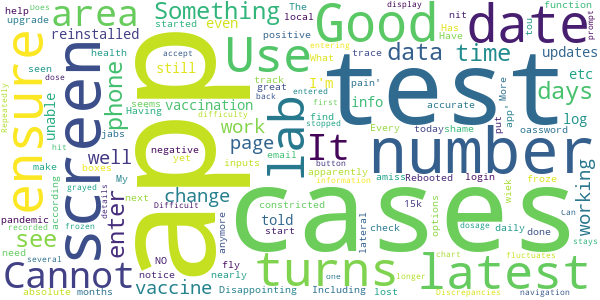 help
Does
area
Something
Good
date
local
display
nit
Have
prompt
upgrade
reinstalled
started
even
positive
The
Use
Has
tou
function
health
seen
phone
still
data
time
updates
trace
I'm
pain'
entering
accept
dose
track
great
back
entered
first
stopped
app'
More
Repeatedly
ensure
screen
app
test
unable
Having
seems
vaccination
info
accurate
days
etc
jabs
yet
difficulty
find
Every
today
put
shame
oassword
log
hit
make
negative
inputs
email
apparently
button
information
amiss
Rebooted
login
number
boxes
work
page
lab
It
well
My
grayed
according
recorded
frozen
details
Difficult
constricted
wiek
froze
15k
options
working
pandemic
next
change
told
cases
see
enter
NO
anymore
start
lateral
check
daily
done
Can
dosage
need
several
notice
fly
turns
one
chart
fluctuates
stays
Cannot
vaccine
nearly
longer
latest
down
absolute
months
Disappointing
Including
lost
Discrepancies
navigation